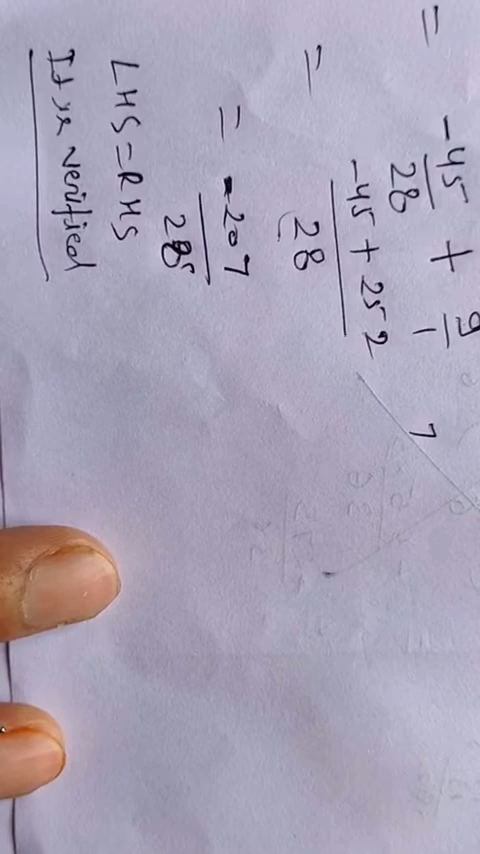 = -45/28 + 9/1
= -45 + 252/28
= -207/28
LHS = RHS
It is verified